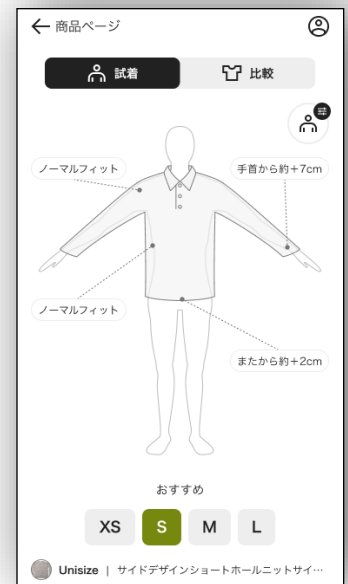 商品ページ
試着
比較
ノーマルフィット
手首から約+7cm
ノーマルフィット
またから約+2cm
おすすめ
XS S M L
Unisize | サイドデザインショートホールニットサイ…